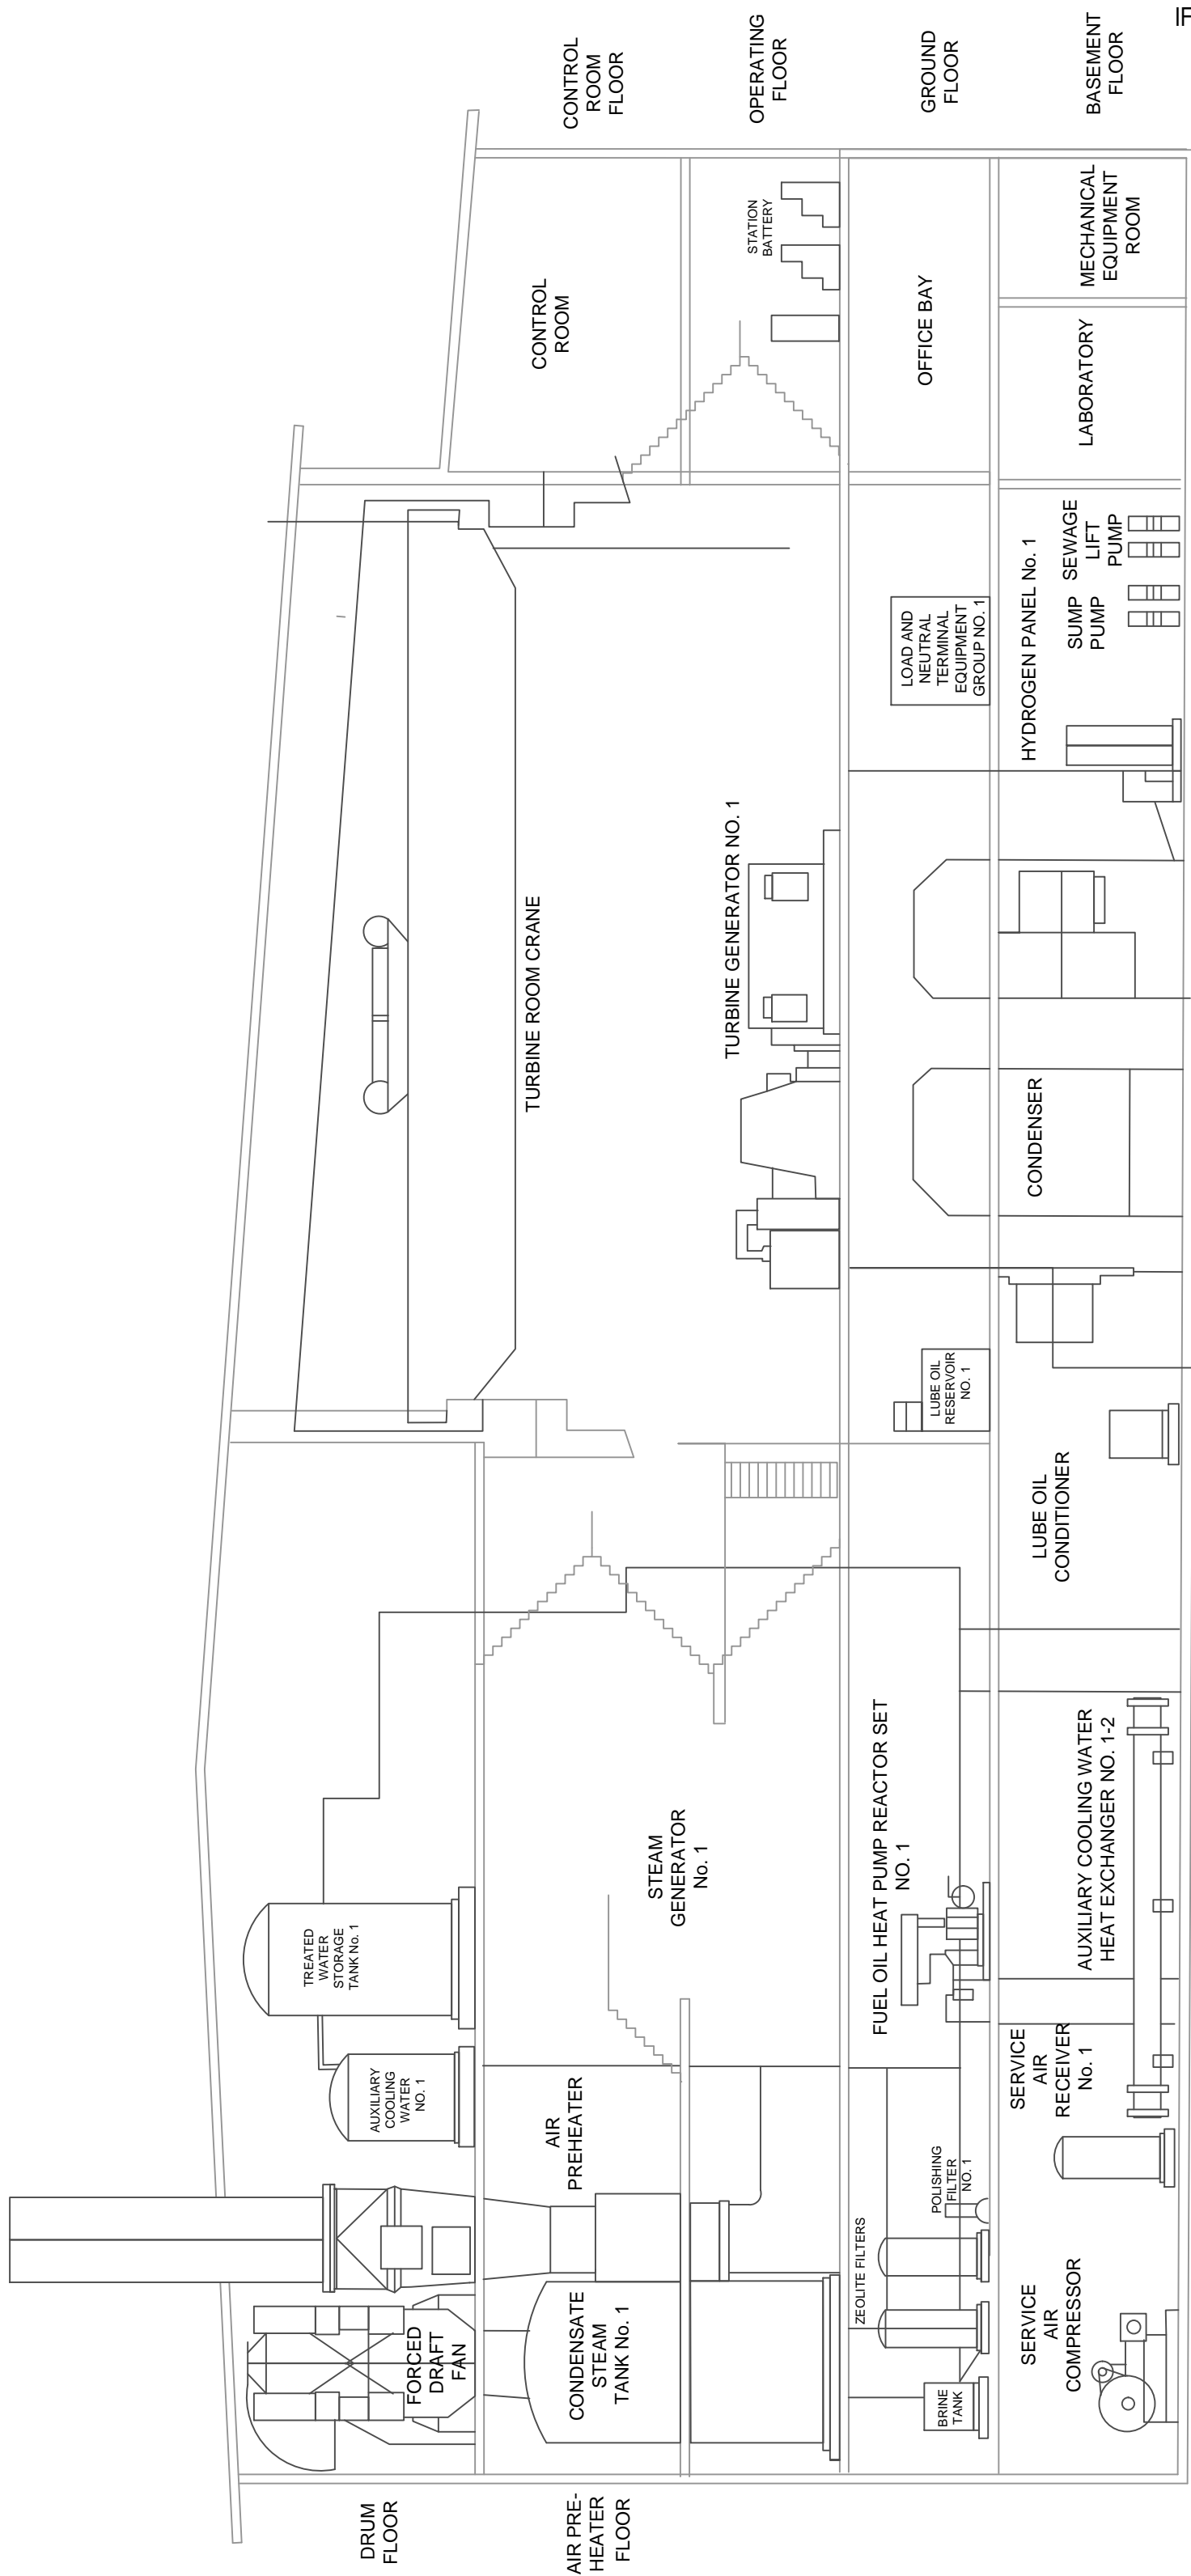 DRUM
FLOOR
AIR PRE-
HEATER
FLOOR
FORCED
DRAFT
FAN
CONDENSATE
STEAM
TANK No. 1
AIR
PREHEATER
AUXILIARY
COOLING
WATER
NO. 1
TREATED
WATER
STORAGE
TANK No. 1
STEAM
GENERATOR
No. 1
TURBINE ROOM CRANE
TURBINE GENERATOR NO. 1
CONTROL
ROOM
STATION
BATTERY
CONTROL
ROOM
FLOOR
OPERATING
FLOOR
BRINE
TANK
ZEOLITE FILTERS
POLISHING
FILTER
NO. 1
FUEL OIL HEAT PUMP REACTOR SET
NO. 1
LUBE OIL
RESERVOIR
NO. 1
LOAD AND
NEUTRAL
TERMINAL
EQUIPMENT
GROUP NO. 1
OFFICE BAY
GROUND
FLOOR
SERVICE
AIR
COMPRESSOR
SERVICE
AIR
RECEIVER
No. 1
AUXILIARY COOLING WATER
HEAT EXCHANGER NO. 1-2
LUBE OIL
CONDITIONER
CONDENSER
HYDROGEN PANEL No. 1
SUMP
PUMP
SEWAGE
LIFT
PUMP
LABORATORY
MECHANICAL
EQUIPMENT
ROOM
BASEMENT
FLOOR